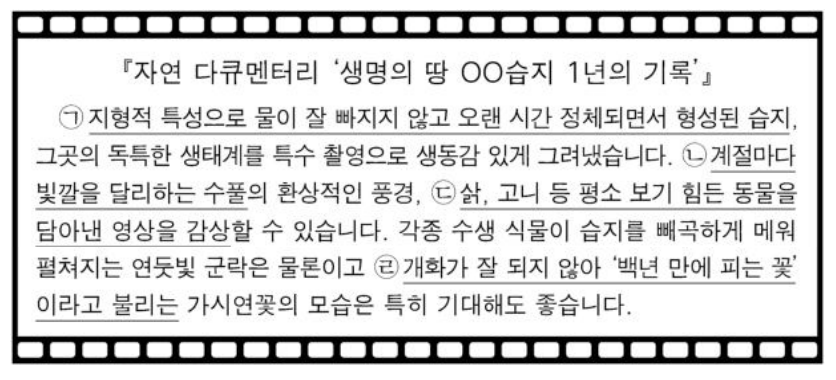 『자연 다큐멘터리 ‘생명의 땅 OO습지 1년의 기록’』
㉠지형적 특성으로 물이 잘 빠지지 않고 오랜 시간 정체되면서 형성된 습지,
그곳의 독특한 생태계를 특수 촬영으로 생동감 있게 그려냈습니다. ㉡계절마다
빛깔을 달리하는 수풀의 환상적인 풍경, ㉢삵, 고니 등 평소 보기 힘든 동물을
담아낸 영상을 감상할 수 있습니다. 각종 수생 식물이 습지를 빼곡하게 메워
펼쳐지는 연둣빛 군락은 물론이고 ㉣개화가 잘 되지 않아 ‘백년 만에 피는 꽃’
이라고 불리는 가시연꽃의 모습은 특히 기대해도 좋습니다.